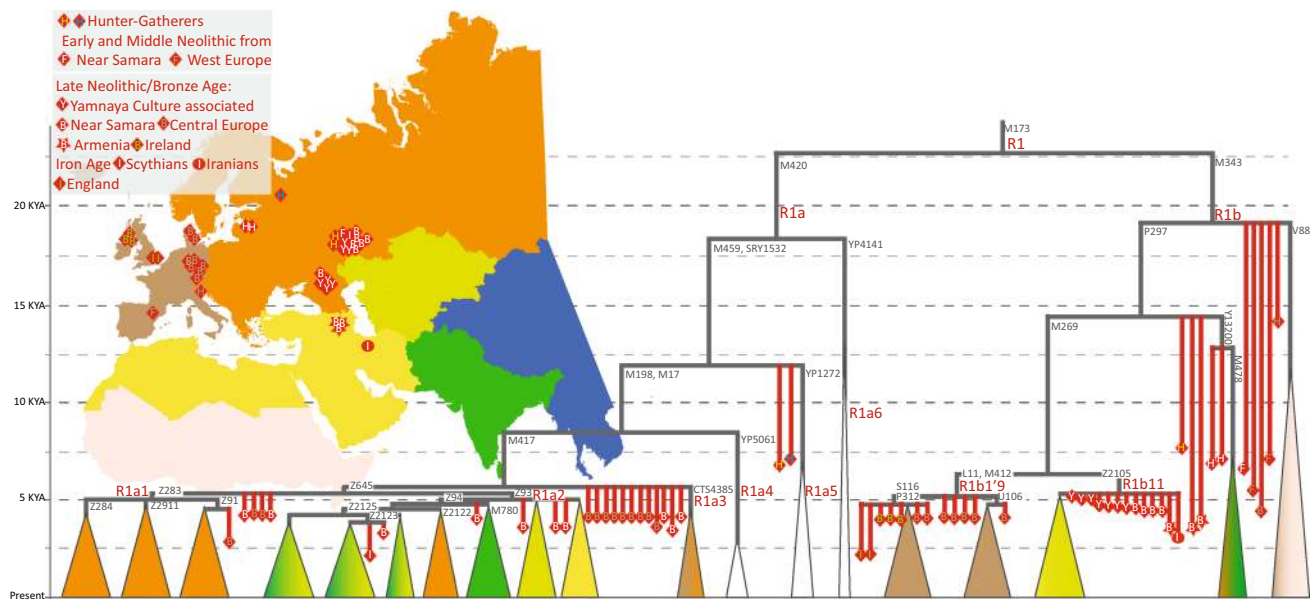 H Hunter-Gatherers
Early and Middle Neolithic from
F Near Samara F West Europe
Late Neolithic/Bronze Age:
Y Yamnaya Culture associated
B Near Samara B Central Europe
B Armenia B Ireland
Iron Age I Scythians I Iranians
I England
M173
R1
M420
M343
20 KYA
R1a
R1b
M459, SRY1532
YP4141
P297
V88
15 KYA
M269
Y13200
M478
M198, M17
YP1272
10 KYA
R1a6
M417
YP5061
L11, M412
Z2105
R1a1
Z283
Z645
CTS4385
R1a4
R1a5
S116
R1b1'9
R1b11
5 KYA
Z284
Z2911
Z91
Z94
Z93
R1a2
R1a3
P312
U106
Z2125
Z2123
Z2122
M780
Present